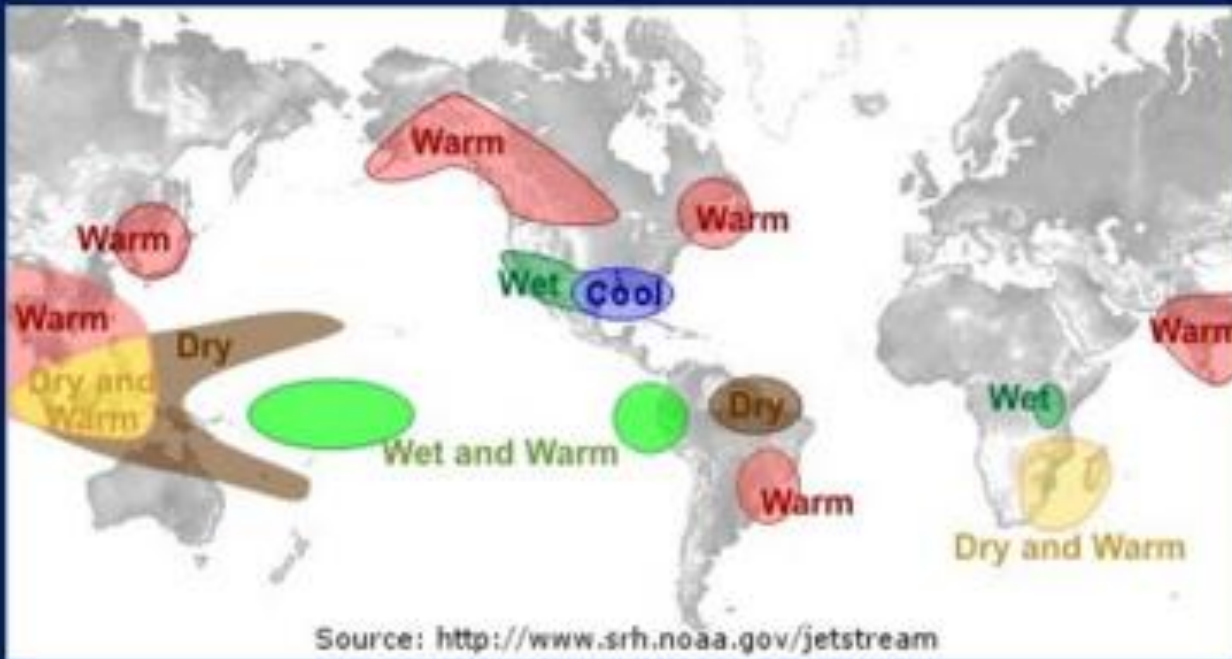 Warm
Warm
Warm
Wet
Cool
Warm
Dry
Warm
Dry and
Warm
Wet
Dry
Wet and Warm
Warm
Dry and Warm
Source: http://www.srh.noaa.gov/jetstream